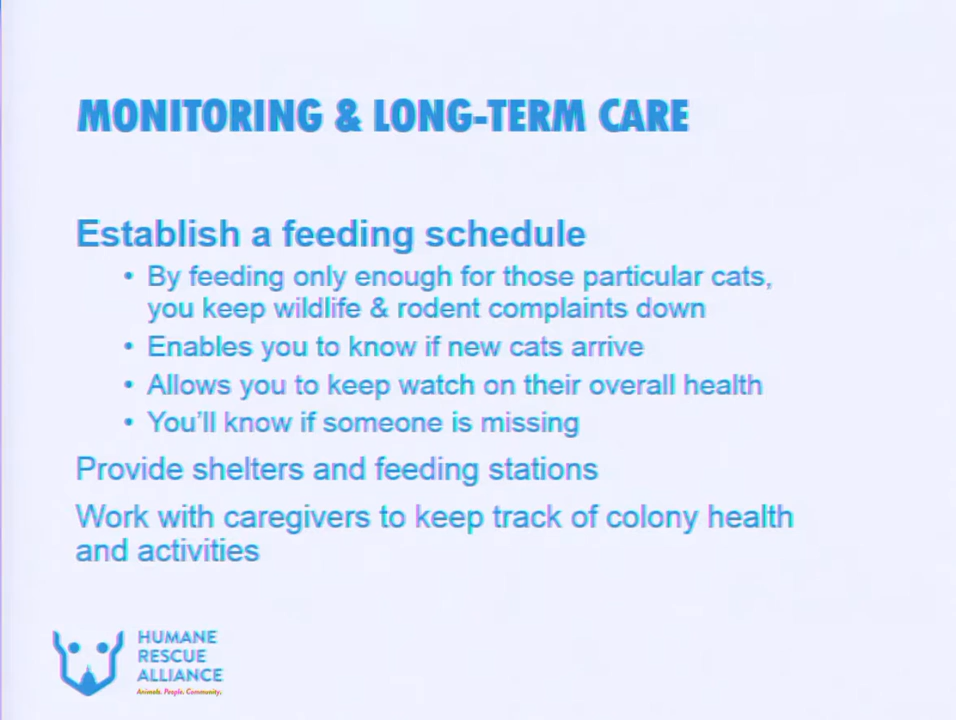 MONITORING & LONG-TERM CARE
Establish a feeding schedule
• By feeding only enough for those particular cats,
you keep wildlife & rodent complaints down
• Enables you to know if new cats arrive
• Allows you to keep watch on their overall health
• You'll know if someone is missing
Provide shelters and feeding stations
Work with caregivers to keep track of colony health
and activities
HUMANE
RESCUE
ALLIANCE
Animals. People. Community.